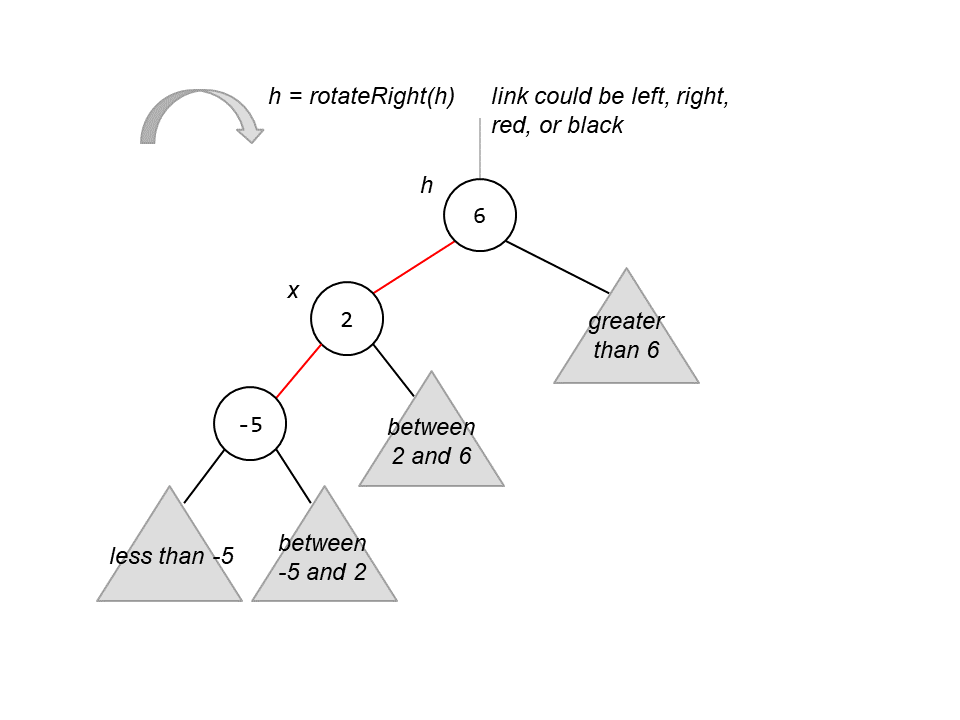 h = rotateRight(h)
link could be left, right,
red, or black
h
6
x
2
greater
than 6
-5
between
2 and 6
less than -5
between
-5 and 2